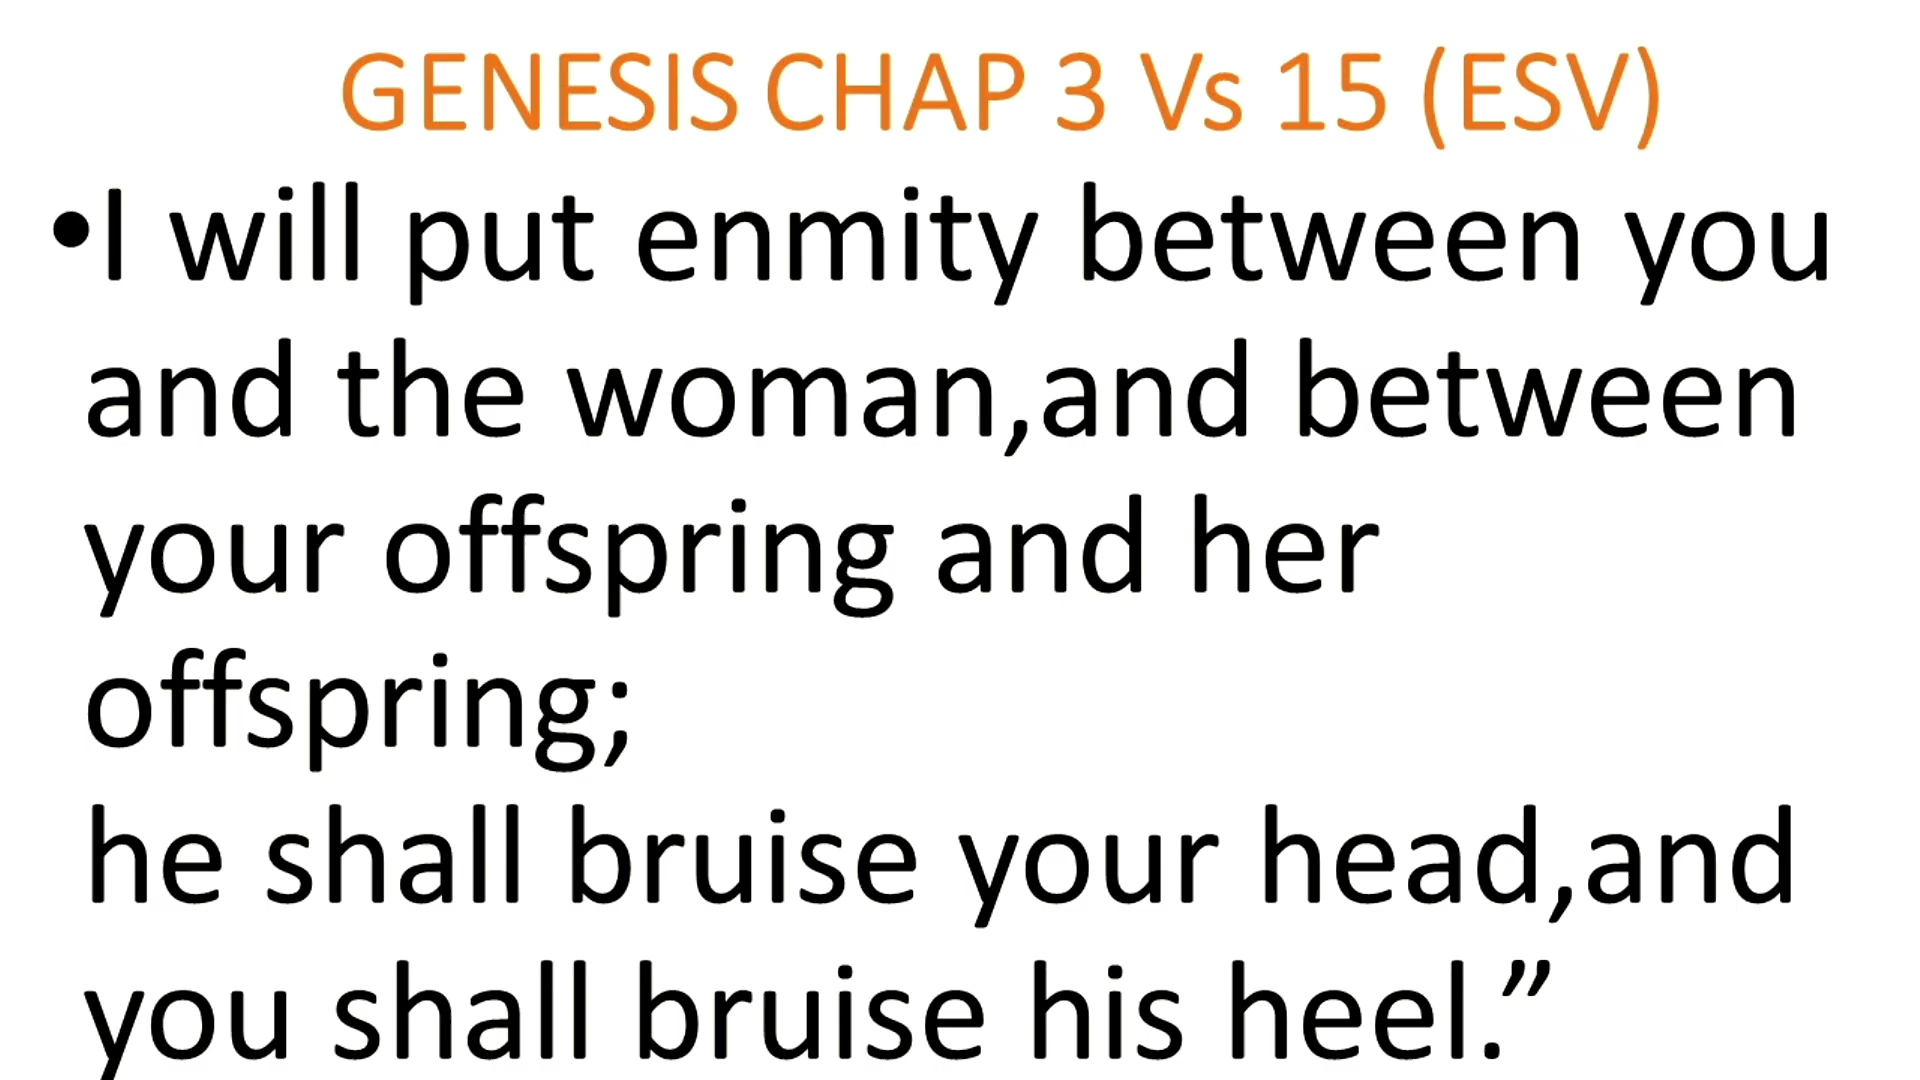 GENESIS CHAP 3 Vs 15 (ESV)
•I will put enmity between you
and the woman,and between
your offspring and her
offspring;
he shall bruise your head,and
you shall bruise his heel.”